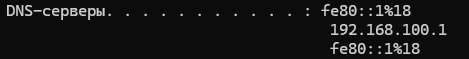 DNS-серверы. . . . . . . . . . . : fe80::1%18
192.168.100.1
fe80::1%18